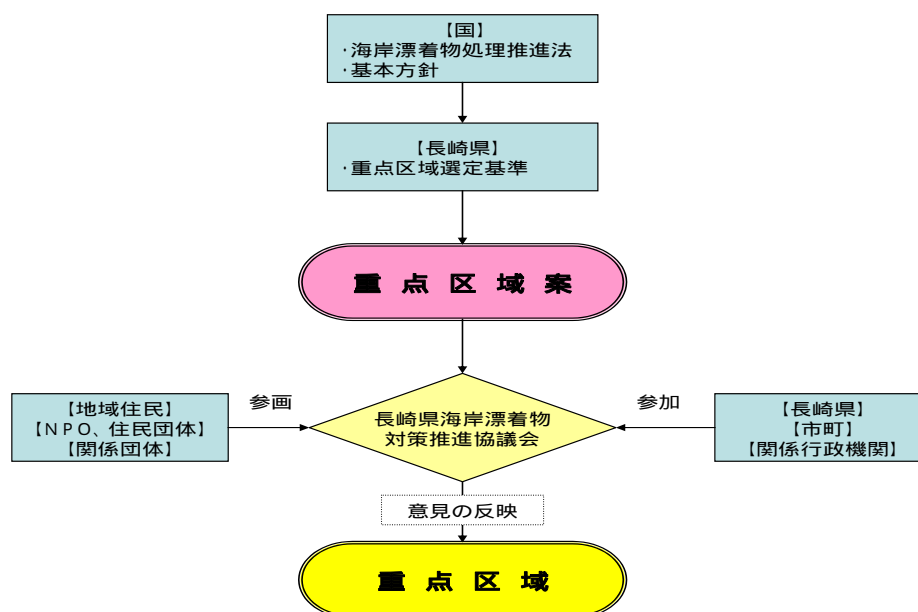 【国】
・海岸漂着物処理推進法
・基本方針
【長崎県】
・重点区域選定基準
重点区域案
【地域住民】
【NPO、住民団体】
【関係団体】
参画
長崎県海岸漂着物
対策推進協議会
参加
【長崎県】
【市町】
【関係行政機関】
意見の反映
重点区域